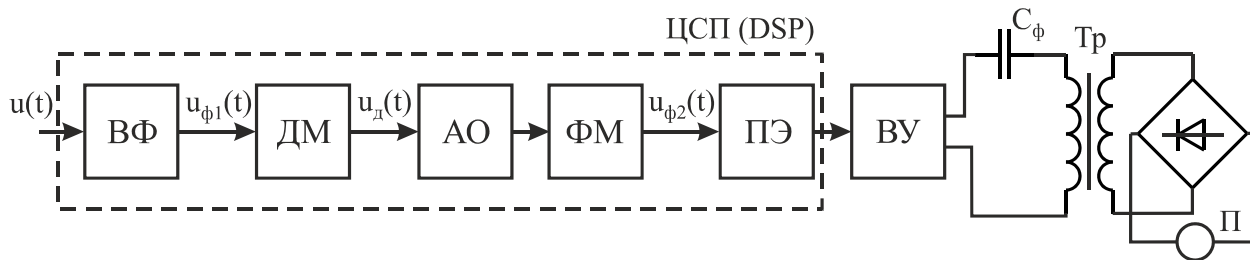 ЦСП (DSP)
u(t)
ВФ
uф1(t)
ДМ
uд(t)
АО
ФМ
uф2(t)
ПЭ
ВУ
Сф
Тр
П